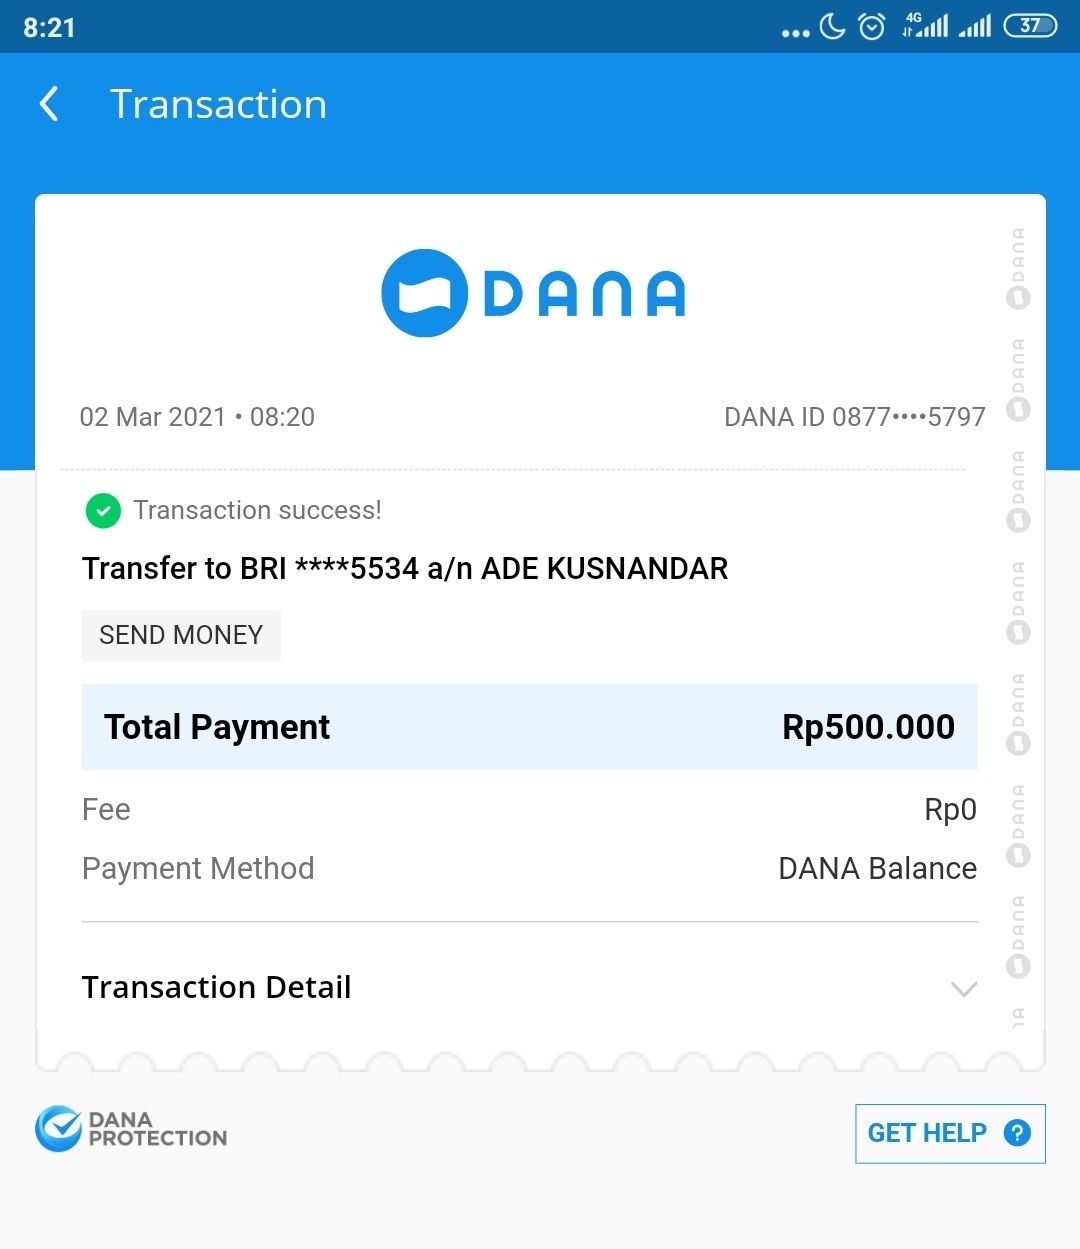 8:21
4G
37
Transaction
DANA
02 Mar 2021 • 08:20
DANA ID 0877••••5797
Transaction success!
Transfer to BRI ****5534 a/n ADE KUSNANDAR
SEND MONEY
Total Payment Rp500.000
Fee Rp0
Payment Method DANA Balance
Transaction Detail
DANA
DANA
DANA
DANA
DANA
DANA
DANA
NA
DANA
PROTECTION
GET HELP ?